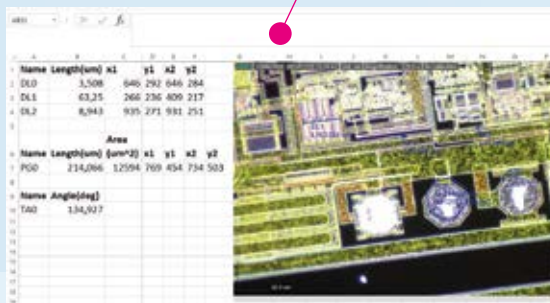 fx
Name Length(um) x1 y1 x2 y2
DL0 3,508 646 292 646 284
DL1 63,25 266 236 409 217
DL2 8,943 935 271 931 251
Area
Name Length(um) (um^2) x1 y1 x2 y2
PG0 214,066 12594 769 454 734 503
Name Angle(deg)
TA0 134,927